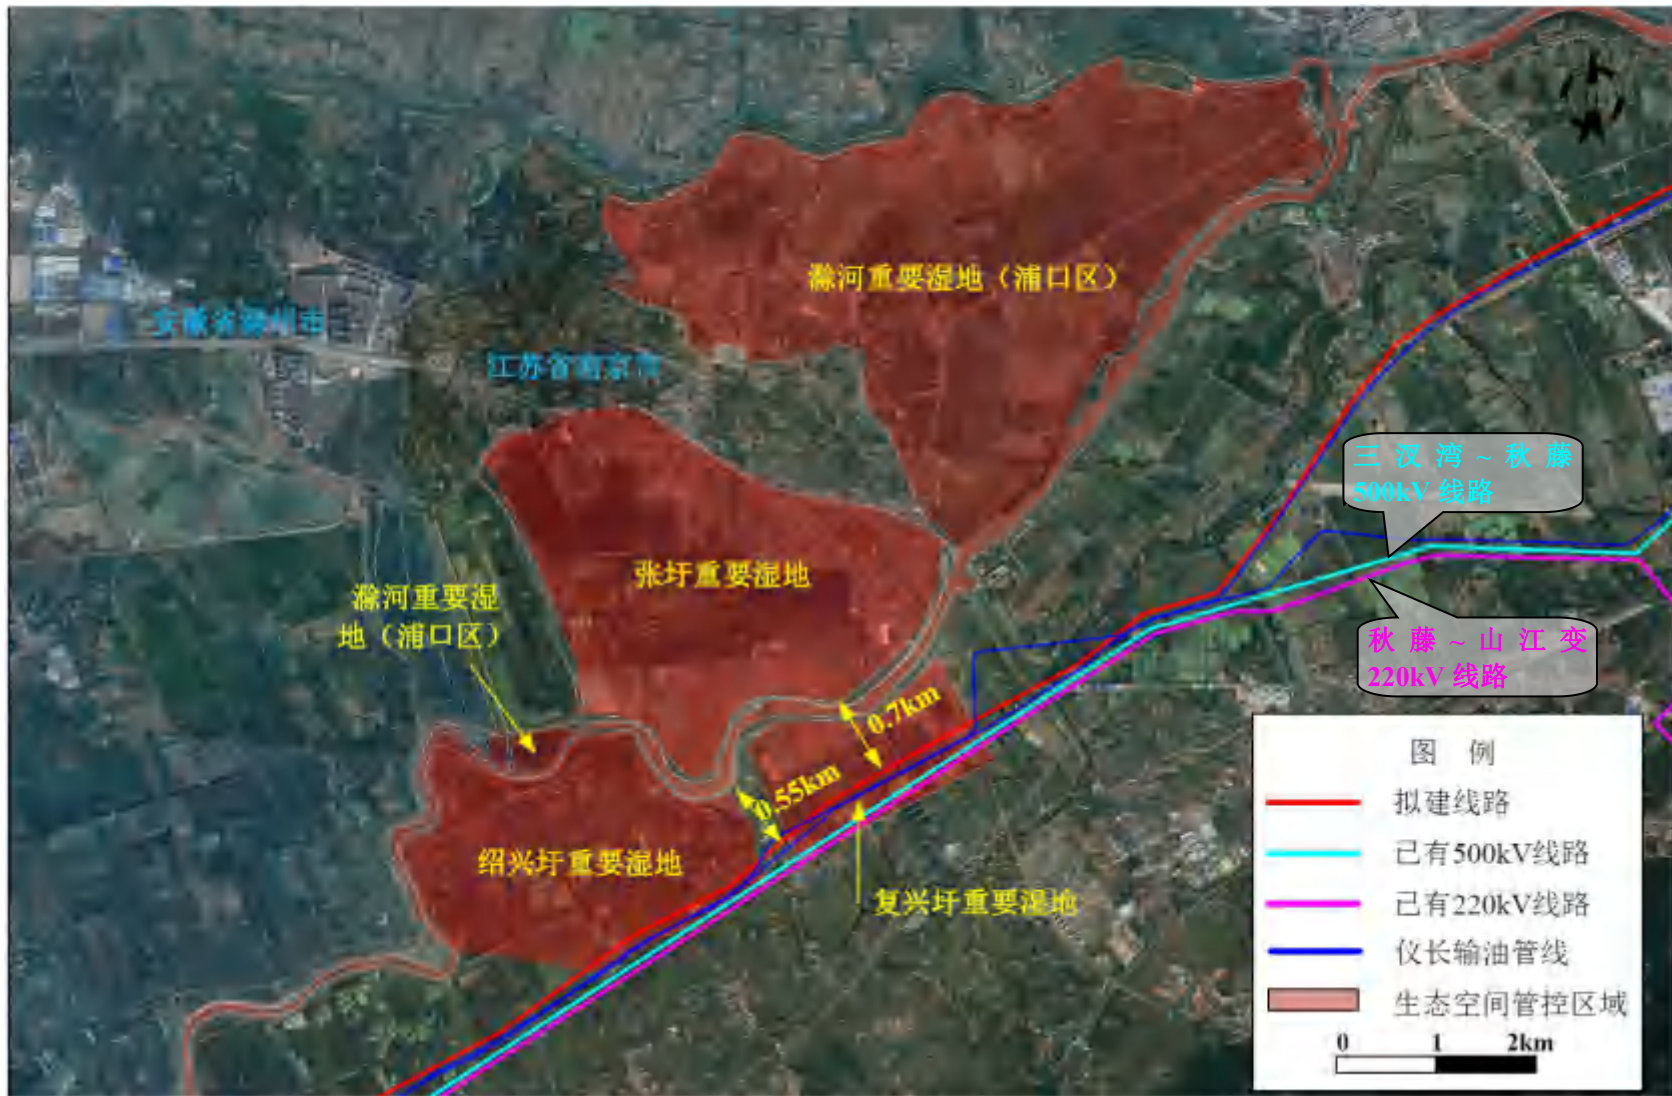 滁河重要湿地（浦口区）
安徽省滁州市
江苏省南京市
三汊湾~秋藤
500kV 线路
张圩重要湿地
滁河重要湿
地（浦口区）
秋藤~山江变
220kV 线路
0.7km
0.55km
绍兴圩重要湿地
复兴圩重要湿地
图 例
拟建线路
已有500kV线路
已有220kV线路
仪长输油管线
生态空间管控区域
0 1 2km